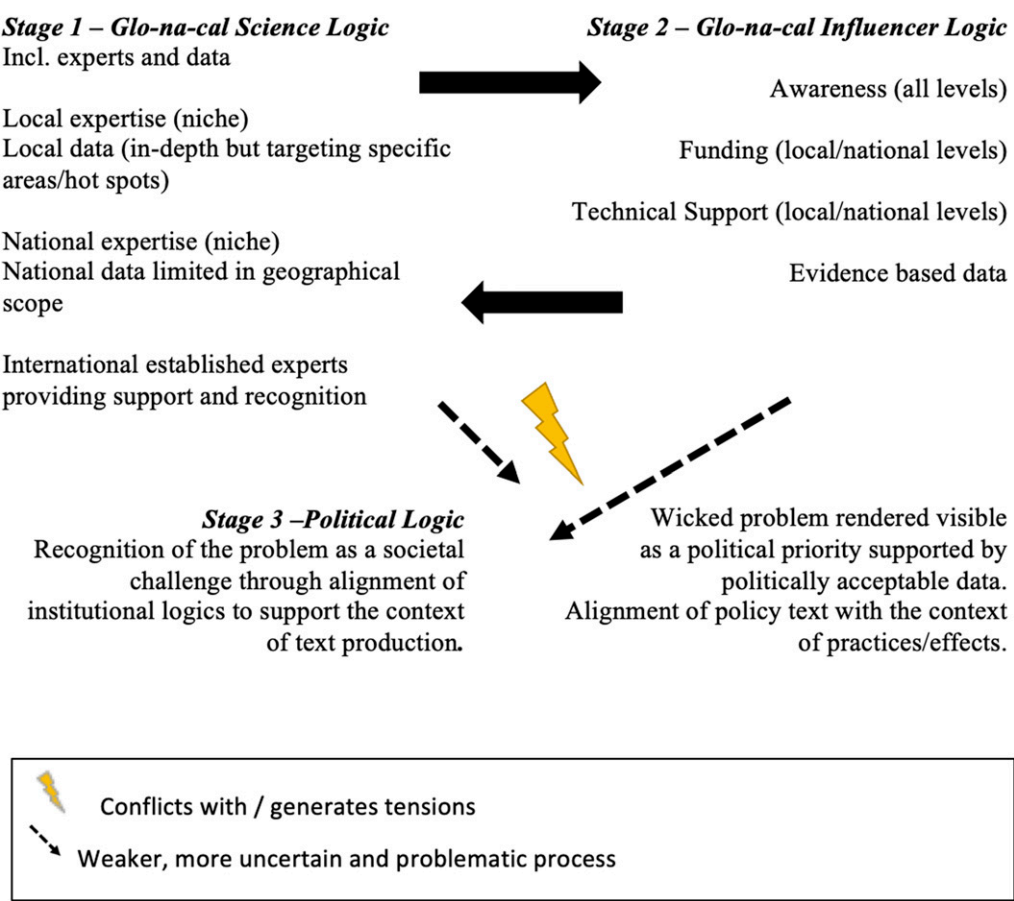 Stage 1 – Glo-na-cal Science Logic
Incl. experts and data
Local expertise (niche)
Local data (in-depth but targeting specific
areas/hot spots)
National expertise (niche)
National data limited in geographical
scope
International established experts
providing support and recognition
Stage 2 – Glo-na-cal Influencer Logic
Awareness (all levels)
Funding (local/national levels)
Technical Support (local/national levels)
Evidence based data
Stage 3 –Political Logic
Recognition of the problem as a societal
challenge through alignment of
institutional logics to support the context
of text production.
Wicked problem rendered visible
as a political priority supported by
politically acceptable data.
Alignment of policy text with the context
of practices/effects.
Conflicts with / generates tensions
Weaker, more uncertain and problematic process